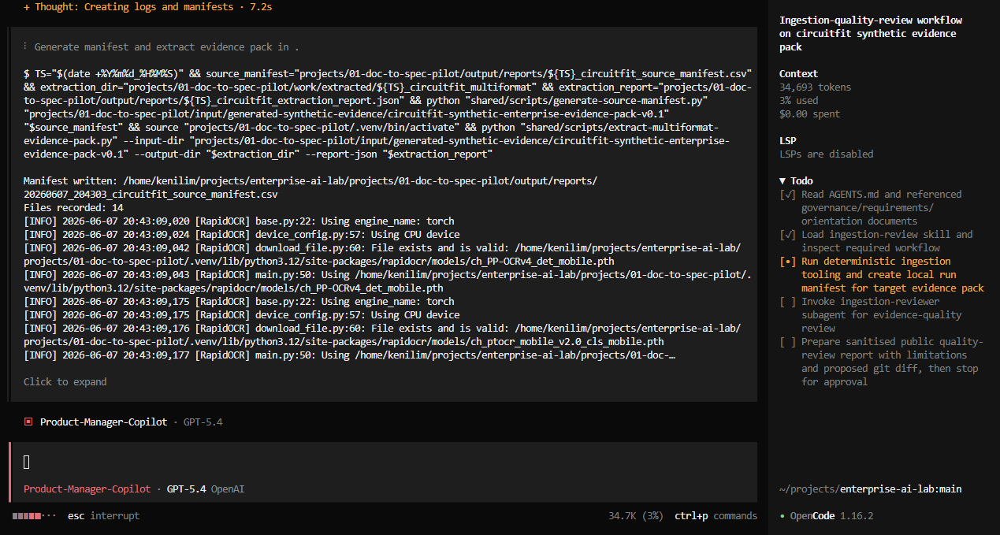 + Thought: Creating logs and manifests · 7.2s
⋮ Generate manifest and extract evidence pack in .
$ TS="$(date +%Y%m%d_%H%M%S)" && source_manifest="projects/01-doc-to-spec-pilot/output/reports/${TS}_circuitfit_source_manifest.csv"
&& extraction_dir="projects/01-doc-to-spec-pilot/work/extracted/${TS}_circuitfit_multiformat" && extraction_report="projects/01-doc-
to-spec-pilot/output/reports/${TS}_circuitfit_extraction_report.json" && python "shared/scripts/generate-source-manifest.py"
"projects/01-doc-to-spec-pilot/input/generated-synthetic-evidence/circuitfit-synthetic-enterprise-evidence-pack-v0.1"
"$source_manifest" && source "projects/01-doc-to-spec-pilot/.venv/bin/activate" && python "shared/scripts/extract-multiformat-
evidence-pack.py" --input-dir "projects/01-doc-to-spec-pilot/input/generated-synthetic-evidence/circuitfit-synthetic-enterprise-
evidence-pack-v0.1" --output-dir "$extraction_dir" --report-json "$extraction_report"
Manifest written: /home/kenilim/projects/enterprise-ai-lab/projects/01-doc-to-spec-pilot/output/reports/
20260607_204303_circuitfit_source_manifest.csv
Files recorded: 14
[INFO] 2026-06-07 20:43:09,020 [RapidOCR] base.py:22: Using engine_name: torch
[INFO] 2026-06-07 20:43:09,024 [RapidOCR] device_config.py:57: Using CPU device
[INFO] 2026-06-07 20:43:09,042 [RapidOCR] download_file.py:60: File exists and is valid: /home/kenilim/projects/enterprise-ai-lab/
projects/01-doc-to-spec-pilot/.venv/lib/python3.12/site-packages/rapidocr/models/ch_PP-OCRv4_det_mobile.pth
[INFO] 2026-06-07 20:43:09,043 [RapidOCR] main.py:50: Using /home/kenilim/projects/enterprise-ai-lab/projects/01-doc-to-spec-pilot/.
venv/lib/python3.12/site-packages/rapidocr/models/ch_PP-OCRv4_det_mobile.pth
[INFO] 2026-06-07 20:43:09,175 [RapidOCR] base.py:22: Using engine_name: torch
[INFO] 2026-06-07 20:43:09,175 [RapidOCR] device_config.py:57: Using CPU device
[INFO] 2026-06-07 20:43:09,176 [RapidOCR] download_file.py:60: File exists and is valid: /home/kenilim/projects/enterprise-ai-lab/
projects/01-doc-to-spec-pilot/.venv/lib/python3.12/site-packages/rapidocr/models/ch_ptocr_mobile_v2.0_cls_mobile.pth
[INFO] 2026-06-07 20:43:09,177 [RapidOCR] main.py:50: Using /home/kenilim/projects/enterprise-ai-lab/projects/01-doc-…
Click to expand
Product-Manager-Copilot · GPT-5.4
Product-Manager-Copilot · GPT-5.4 OpenAI
esc interrupt
34.7K (3%) ctrl+p commands
Ingestion-quality-review workflow
on circuitfit synthetic evidence
pack
Context
34,693 tokens
3% used
$0.00 spent
LSP
LSPs are disabled
▼ Todo
[✓] Read AGENTS.md and referenced
governance/requirements/
orientation documents
[✓] Load ingestion-review skill and
inspect required workflow
[•] Run deterministic ingestion
tooling and create local run
manifest for target evidence pack
[ ] Invoke ingestion-reviewer
subagent for evidence-quality
review
[ ] Prepare sanitised public quality-
review report with limitations
and proposed git diff, then stop
for approval
~/projects/enterprise-ai-lab:main
• OpenCode 1.16.2